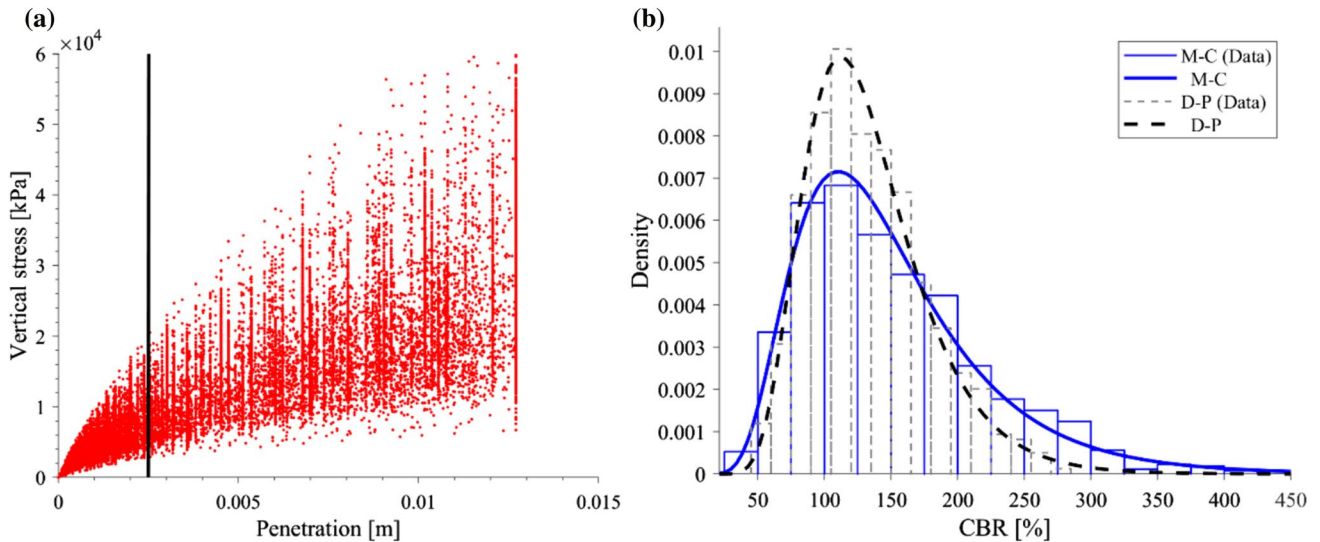 (a)
×10⁴
6
5
4
3
2
1
0
Vertical stress [kPa]
0 0.005 0.01 0.015
Penetration [m]
(b)
0.01
0.009
0.008
0.007
0.006
0.005
0.004
0.003
0.002
0.001
0
Density
50 100 150 200 250 300 350 400 450
CBR [%]
M-C (Data)
M-C
D-P (Data)
D-P